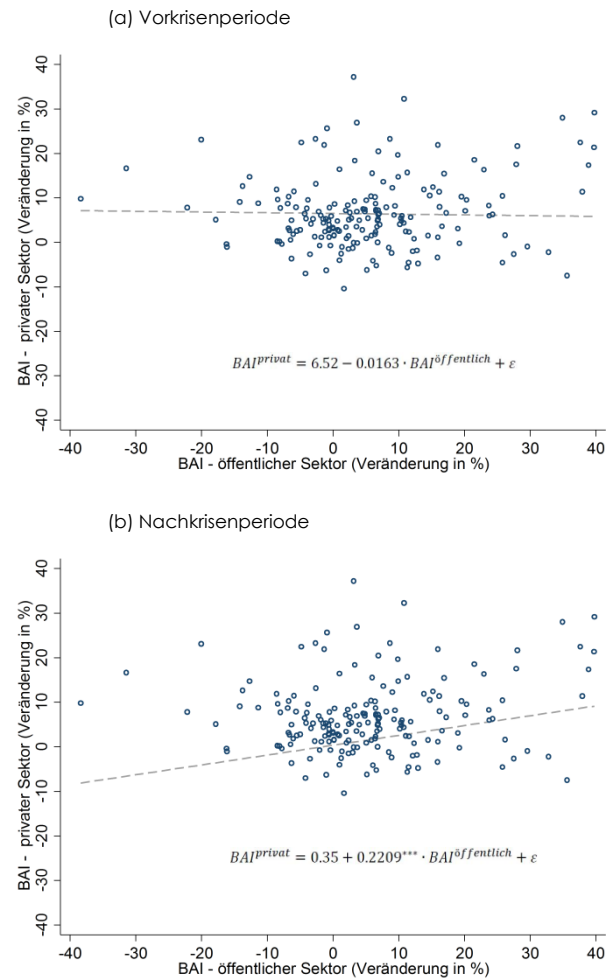 (a) Vorkrisenperiode
BAI - privater Sektor (Veränderung in %)
40
30
20
10
0
-10
-20
-30
-40
BAI^privat = 6.52 − 0.0163 · BAI^öffentlich + ε
-40 -30 -20 -10 0 10 20 30 40
BAI - öffentlicher Sektor (Veränderung in %)
(b) Nachkrisenperiode
BAI - privater Sektor (Veränderung in %)
40
30
20
10
0
-10
-20
-30
-40
BAI^privat = 0.35 + 0.2209*** · BAI^öffentlich + ε
-40 -30 -20 -10 0 10 20 30 40
BAI - öffentlicher Sektor (Veränderung in %)